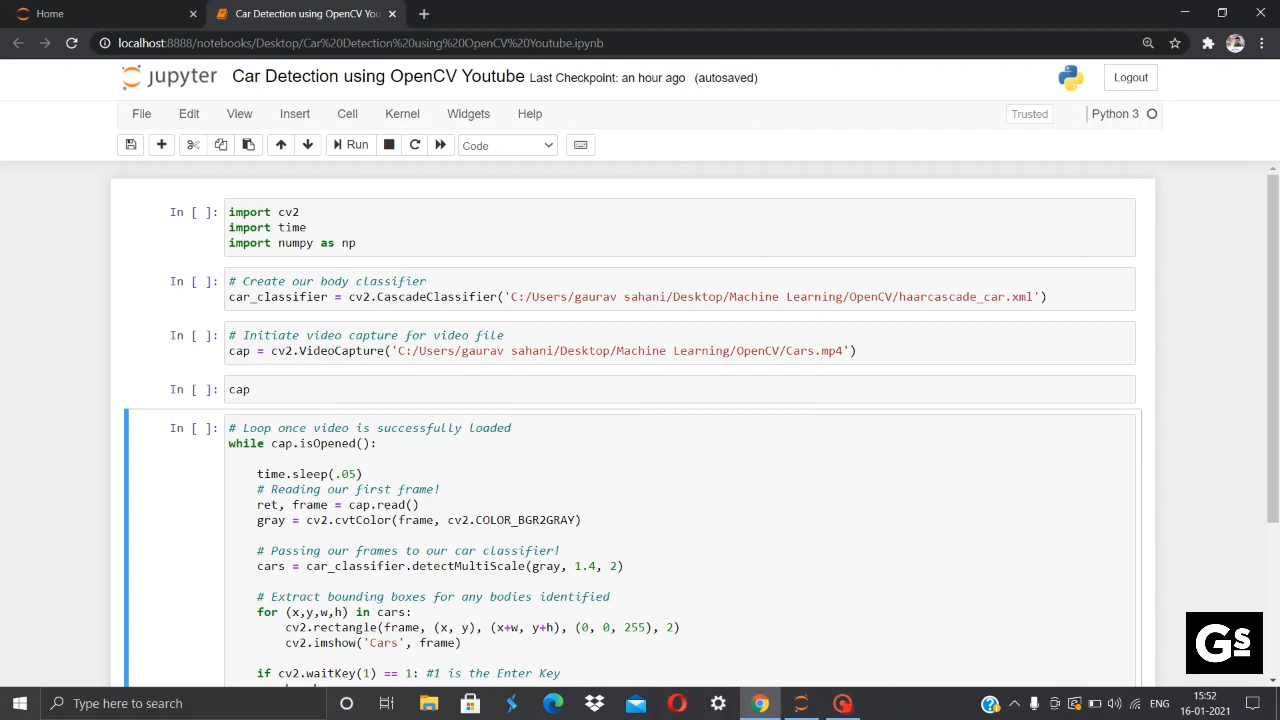 Home
Car Detection using OpenCV You
localhost:8888/notebooks/Desktop/Car%20Detection%20using%20OpenCV%20Youtube.ipynb
jupyter Car Detection using OpenCV Youtube Last Checkpoint: an hour ago (autosaved)
Logout
File Edit View Insert Cell Kernel Widgets Help
Trusted Python 3
Run Code
In [ ]: import cv2
import time
import numpy as np
In [ ]: # Create our body classifier
car_classifier = cv2.CascadeClassifier('C:/Users/gaurav sahani/Desktop/Machine Learning/OpenCV/haarcascade_car.xml')
In [ ]: # Initiate video capture for video file
cap = cv2.VideoCapture('C:/Users/gaurav sahani/Desktop/Machine Learning/OpenCV/Cars.mp4')
In [ ]: cap
In [ ]: # Loop once video is successfully loaded
while cap.isOpened():
time.sleep(.05)
# Reading our first frame!
ret, frame = cap.read()
gray = cv2.cvtColor(frame, cv2.COLOR_BGR2GRAY)
# Passing our frames to our car classifier!
cars = car_classifier.detectMultiScale(gray, 1.4, 2)
# Extract bounding boxes for any bodies identified
for (x,y,w,h) in cars:
cv2.rectangle(frame, (x, y), (x+w, y+h), (0, 0, 255), 2)
cv2.imshow('Cars', frame)
if cv2.waitKey(1) == 1: #1 is the Enter Key
Gs
Type here to search
ENG
15:52
16-01-2021